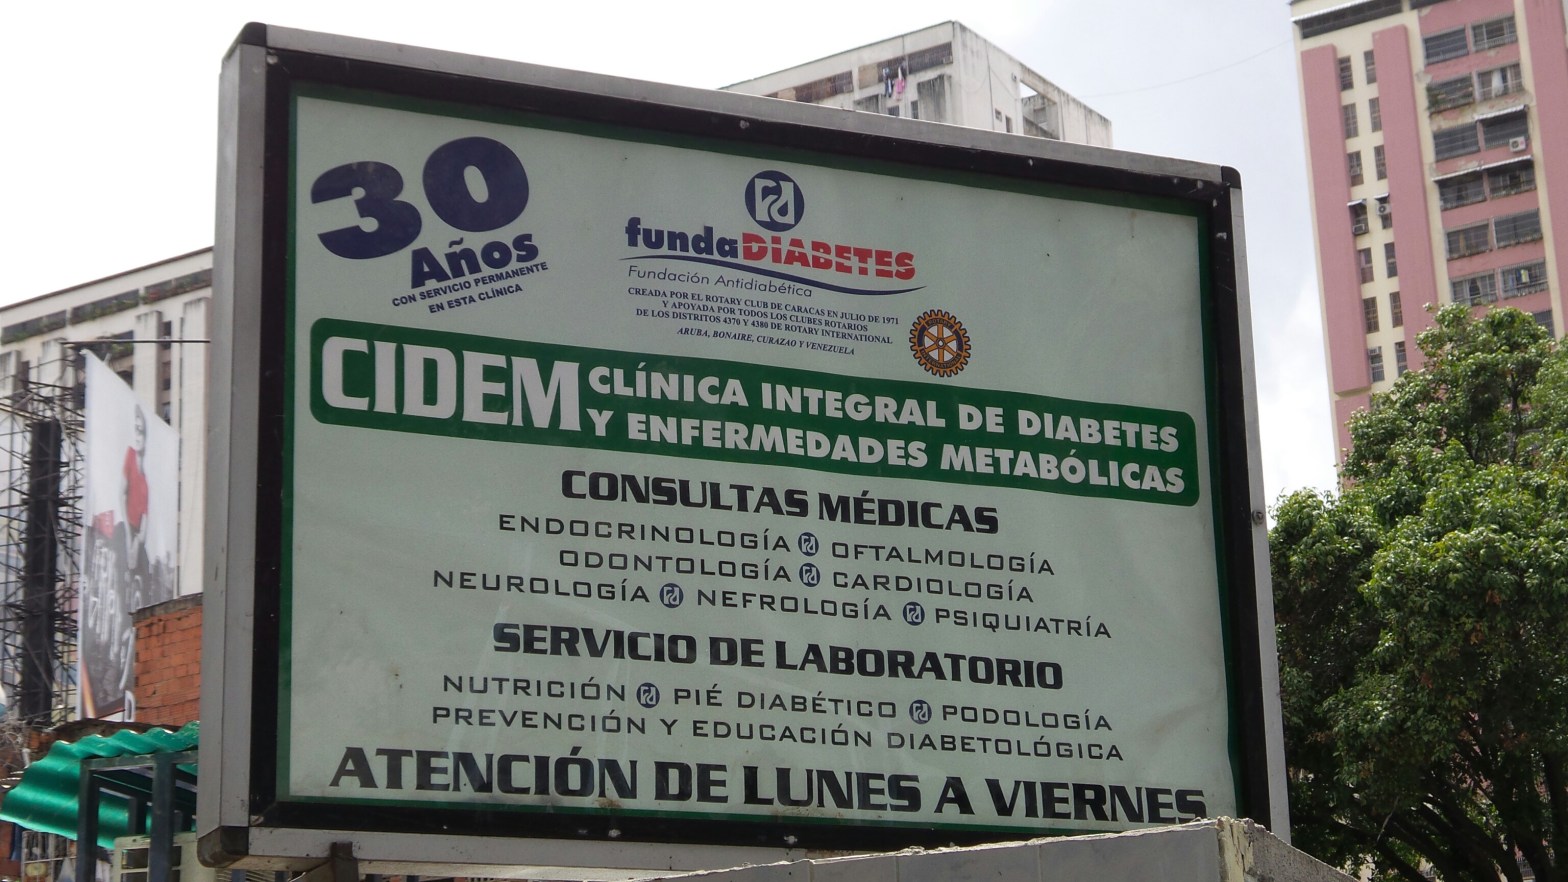 30
Años
CON SERVICIO PERMANENTE
EN ESTA CLINICA
fundaDIABETES
Fundación Antidiabética
CREADA POR EL ROTARY CLUB DE CARACAS EN JULIO DE 1971
Y APOYADA POR TODOS LOS CLUBES ROTARIOS
DE LOS DISTRITOS 4370 Y 4380 DE ROTARY INTERNATIONAL
ARUBA, BONAIRE, CURAZAO Y VENEZUELA
CIDEM CLÍNICA INTEGRAL DE DIABETES
Y ENFERMEDADES METABÓLICAS
CONSULTAS MÉDICAS
ENDOCRINOLOGÍA OFTALMOLOGÍA
ODONTOLOGÍA CARDIOLOGÍA
NEUROLOGÍA NEFROLOGÍA PSIQUIATRÍA
SERVICIO DE LABORATORIO
NUTRICIÓN PIÉ DIABÉTICO PODOLOGÍA
PREVENCIÓN Y EDUCACIÓN DIABETOLÓGICA
ATENCIÓN DE LUNES A VIERNES